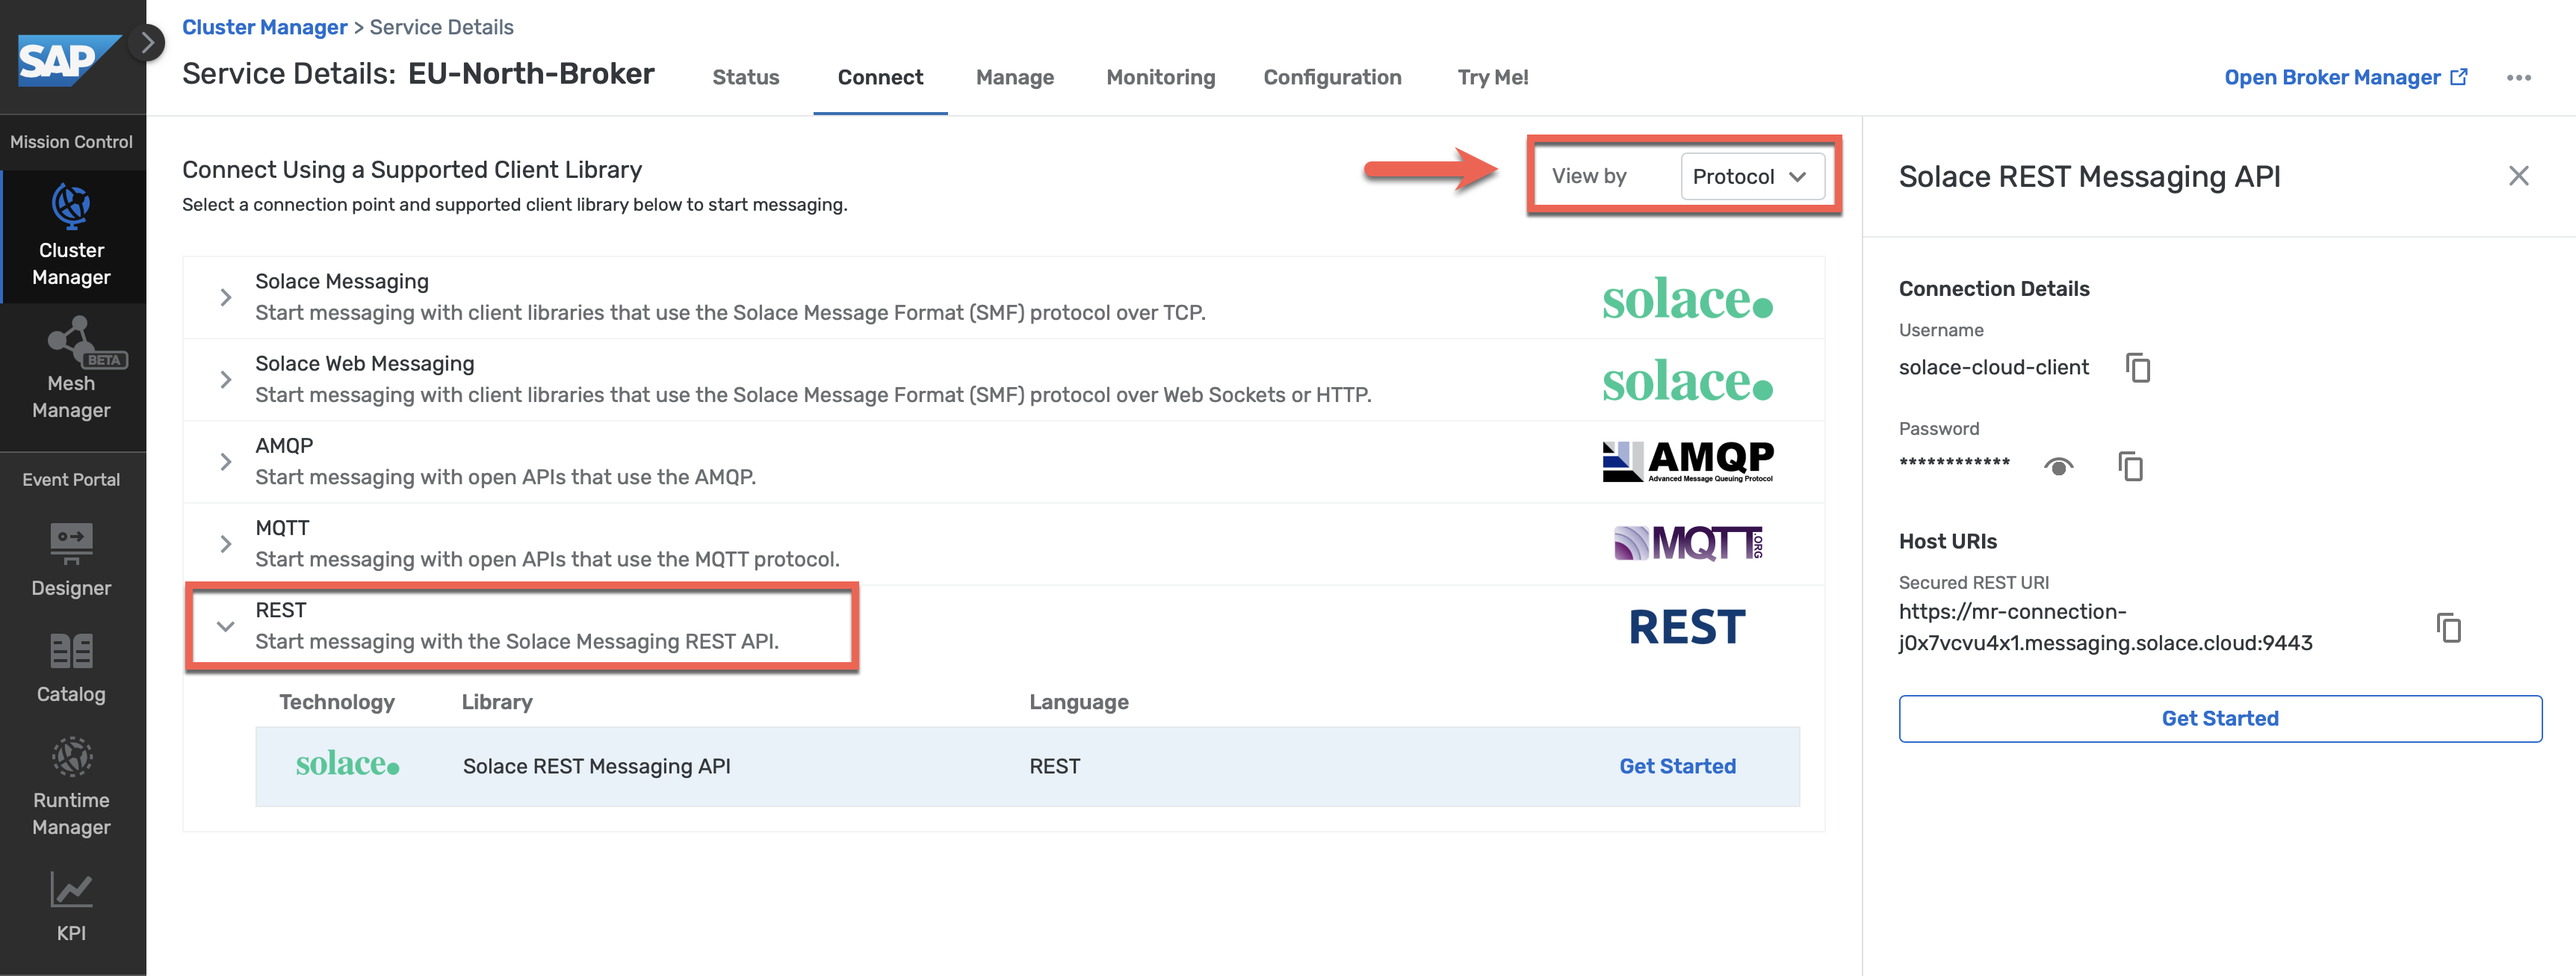 SAP
Mission Control
Cluster
Manager
BETA
Mesh
Manager
Event Portal
Designer
Catalog
Runtime
Manager
KPI
Cluster Manager > Service Details
Service Details: EU-North-Broker
Status
Connect
Manage
Monitoring
Configuration
Try Me!
Open Broker Manager
Connect Using a Supported Client Library
Select a connection point and supported client library below to start messaging.
View by
Protocol
Solace Messaging
Start messaging with client libraries that use the Solace Message Format (SMF) protocol over TCP.
solace.
Solace Web Messaging
Start messaging with client libraries that use the Solace Message Format (SMF) protocol over Web Sockets or HTTP.
solace.
AMQP
Start messaging with open APIs that use the AMQP.
AMQP
Advanced Message Queuing Protocol
MQTT
Start messaging with open APIs that use the MQTT protocol.
MQTT.ORG
REST
Start messaging with the Solace Messaging REST API.
REST
Technology Library Language
solace. Solace REST Messaging API REST Get Started
Solace REST Messaging API
Connection Details
Username
solace-cloud-client
Password
************
Host URIs
Secured REST URI
https://mr-connection-
j0x7vcvu4x1.messaging.solace.cloud:9443
Get Started